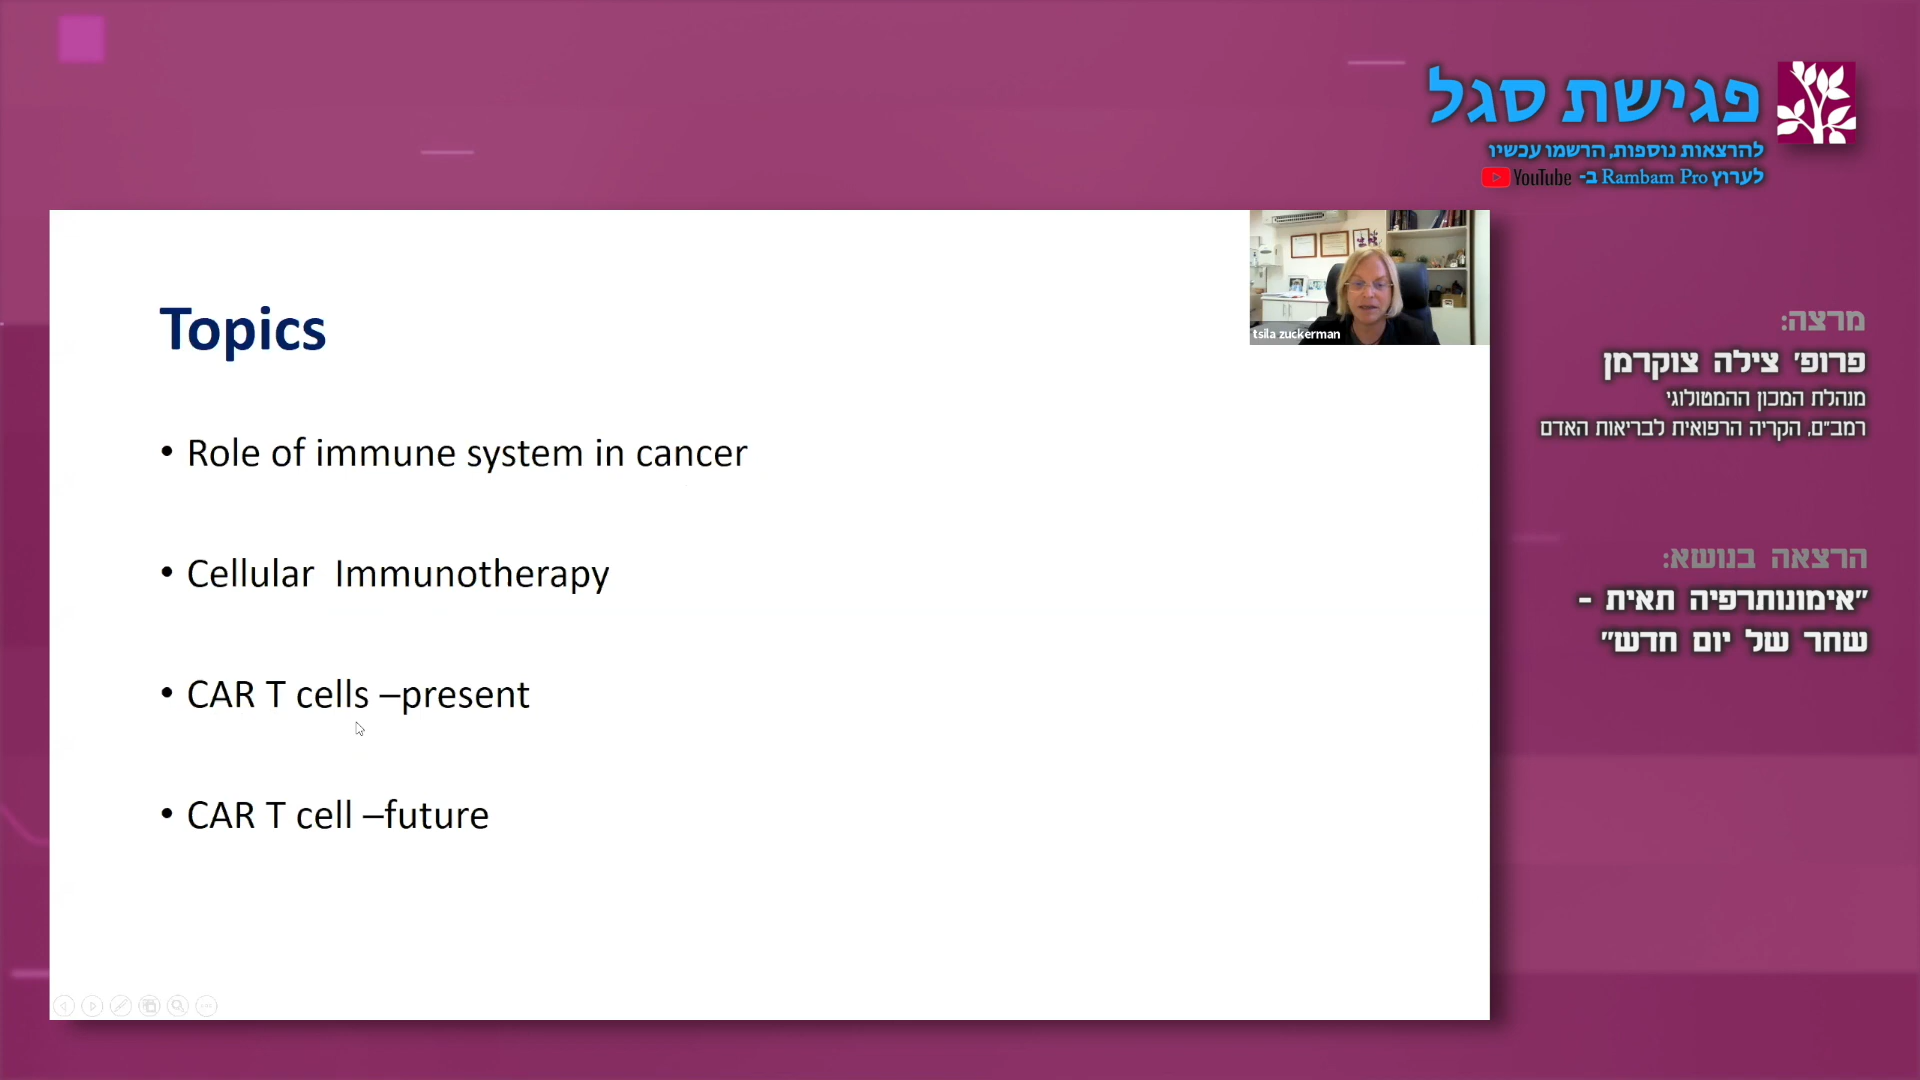 פגישת סגל
להרצאות נוספות, הרשמו עכשיו
לערוץ Rambam Pro ב- YouTube
tsila zuckerman
Topics
• Role of immune system in cancer
• Cellular  Immunotherapy
• CAR T cells –present
• CAR T cell –future
מרצה:
פרופ' צילה צוקרמן
מנהלת המכון ההמטולוגי
רמב"ם, הקריה הרפואית לבריאות האדם
הרצאה בנושא:
"אימונותרפיה תאית -
שחר של יום חדש"